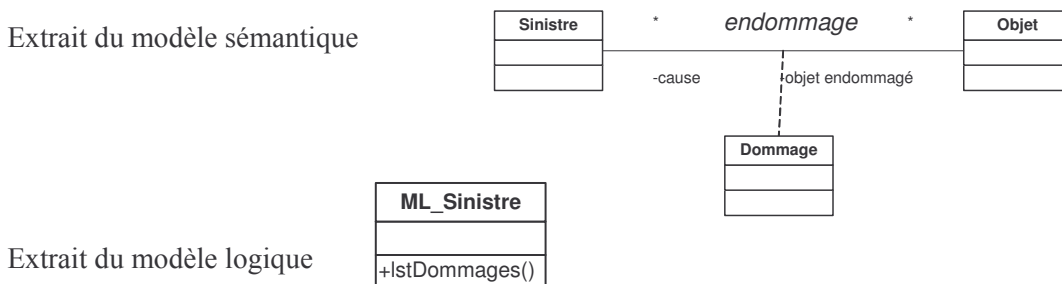 Extrait du modèle sémantique
Sinistre
* endommage *
Objet
-cause
-objet endommagé
Dommage
ML_Sinistre
Extrait du modèle logique
+lstDommages()